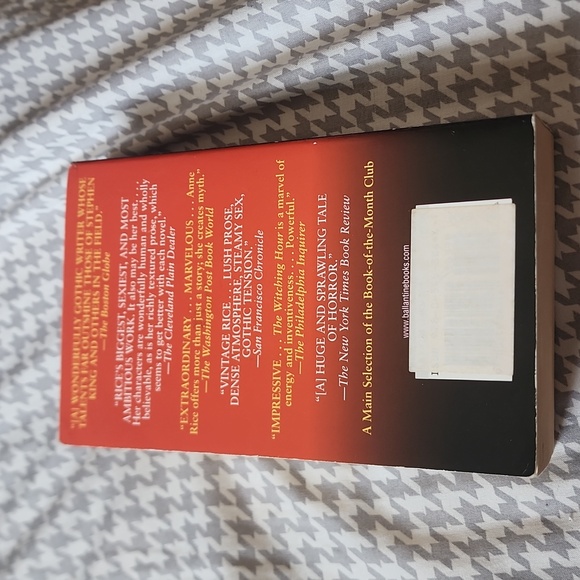 "[A] WONDERFULLY GOTHIC WRITER WHOSE
TALENTS FAR OUTSHINE THOSE OF STEPHEN
KING AND OTHERS IN THE FIELD."
—The Boston Globe
"RICE'S BIGGEST, SEXIEST, AND MOST
AMBITIOUS WORK. It also may be her best. . . .
Her characters are wonderfully human and wholly
believable, as is her richly textured prose, which
seems to get better with each novel."
—The Cleveland Plain Dealer
"EXTRAORDINARY . . . MARVELOUS . . . Anne
Rice offers more than just a story; she creates myth."
—The Washington Post Book World
"VINTAGE RICE. LUSH PROSE,
DENSE ATMOSPHERE, STEAMY SEX,
GOTHIC TENSION."
—San Francisco Chronicle
"IMPRESSIVE . . . The Witching Hour is a marvel of
energy and inventiveness. . . . Powerful."
—The Philadelphia Inquirer
"[A] HUGE AND SPRAWLING TALE
OF HORROR."
—The New York Times Book Review
A Main Selection of the Book-of-the-Month Club
www.ballantinebooks.com